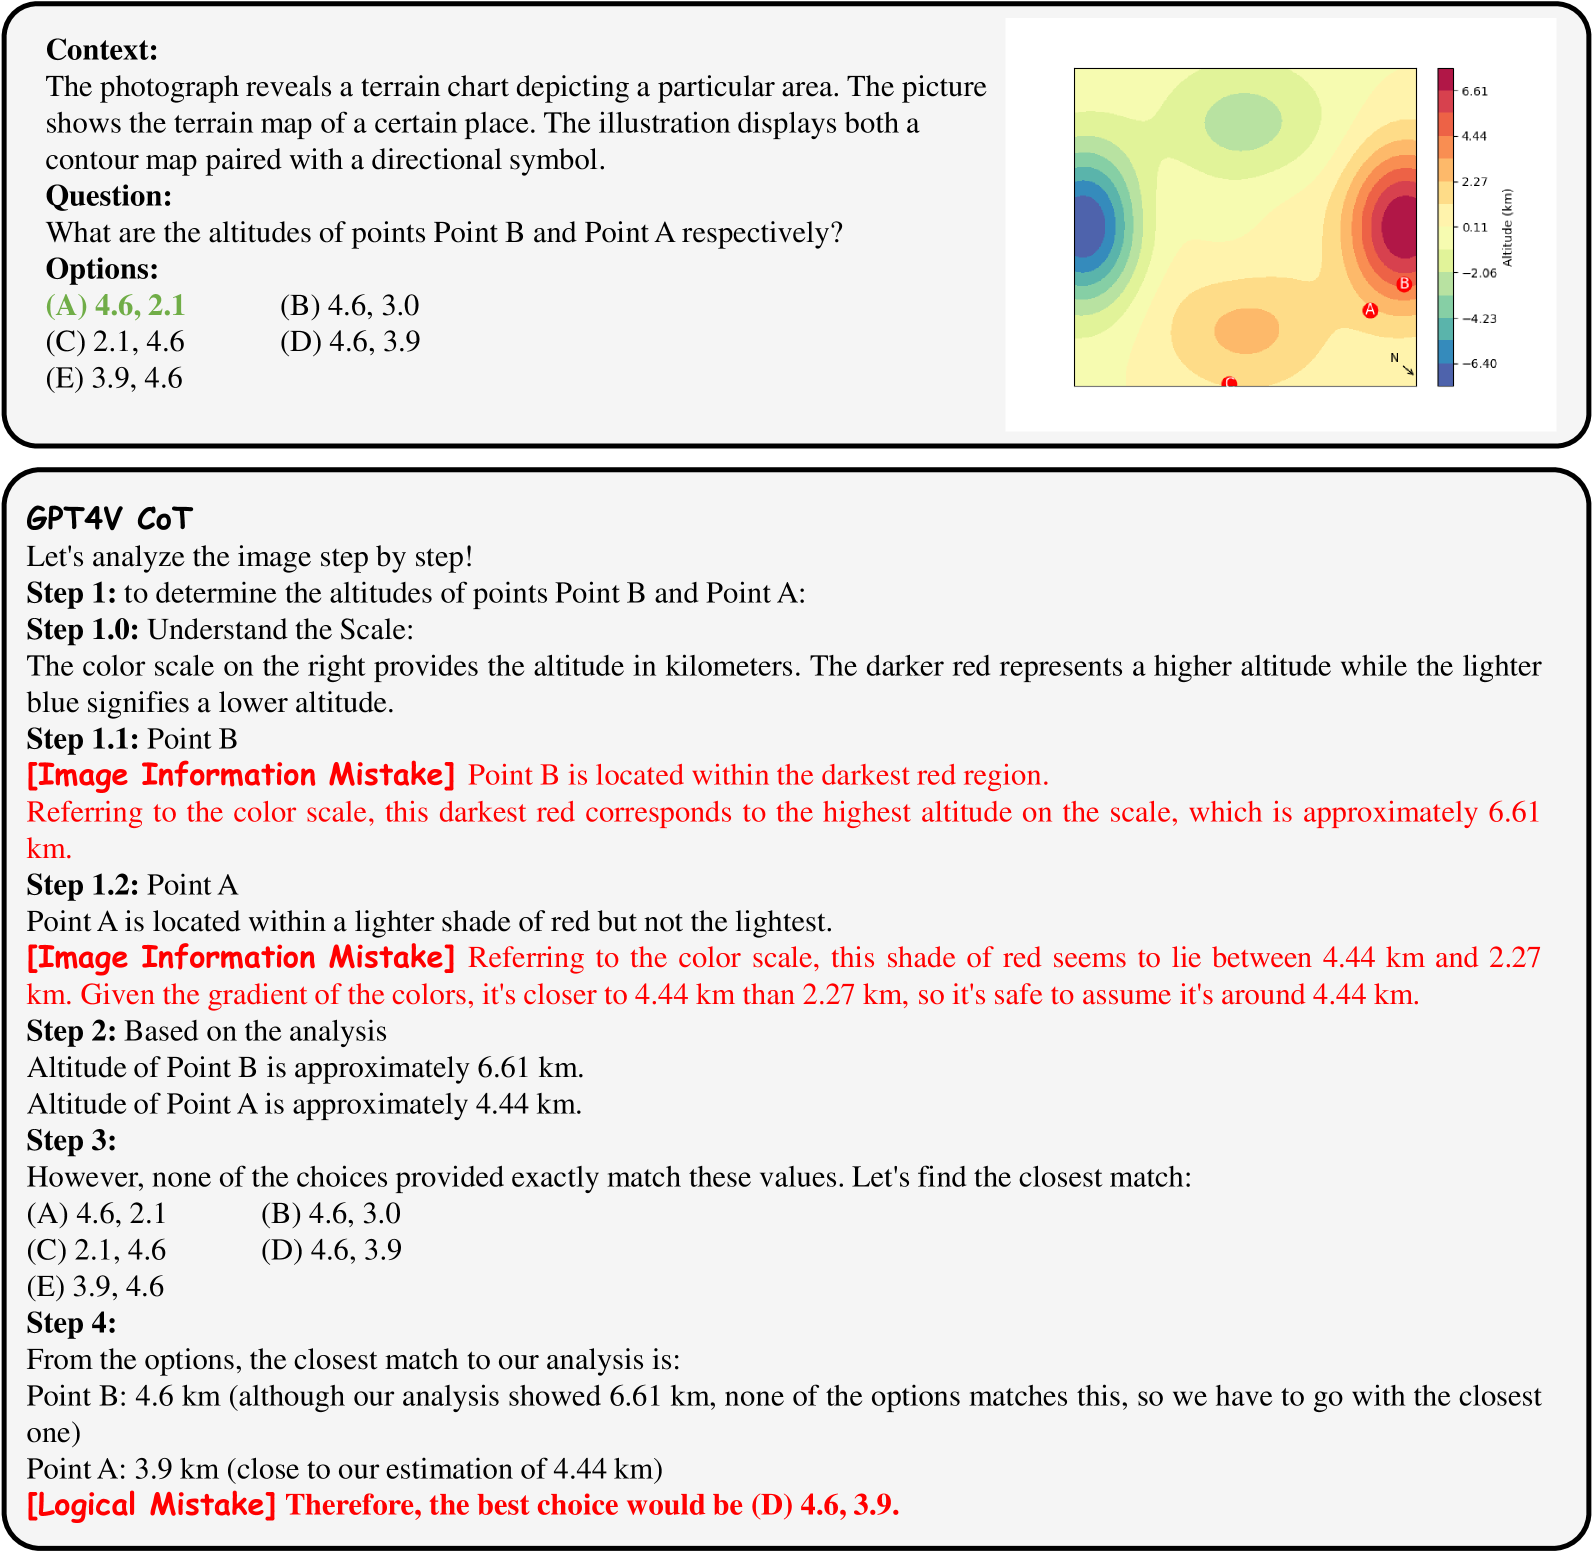 Context:
The photograph reveals a terrain chart depicting a particular area. The picture
shows the terrain map of a certain place. The illustration displays both a
contour map paired with a directional symbol.
Question:
What are the altitudes of points Point B and Point A respectively?
Options:
(A) 4.6, 2.1 (B) 4.6, 3.0
(C) 2.1, 4.6 (D) 4.6, 3.9
(E) 3.9, 4.6
6.61
4.44
2.27
0.11
−2.06
−4.23
−6.40
Altitude (km)
B
A
N
C
GPT4V CoT
Let's analyze the image step by step!
Step 1: to determine the altitudes of points Point B and Point A:
Step 1.0: Understand the Scale:
The color scale on the right provides the altitude in kilometers. The darker red represents a higher altitude while the lighter
blue signifies a lower altitude.
Step 1.1: Point B
[Image Information Mistake] Point B is located within the darkest red region.
Referring to the color scale, this darkest red corresponds to the highest altitude on the scale, which is approximately 6.61
km.
Step 1.2: Point A
Point A is located within a lighter shade of red but not the lightest.
[Image Information Mistake] Referring to the color scale, this shade of red seems to lie between 4.44 km and 2.27
km. Given the gradient of the colors, it's closer to 4.44 km than 2.27 km, so it's safe to assume it's around 4.44 km.
Step 2: Based on the analysis
Altitude of Point B is approximately 6.61 km.
Altitude of Point A is approximately 4.44 km.
Step 3:
However, none of the choices provided exactly match these values. Let's find the closest match:
(A) 4.6, 2.1 (B) 4.6, 3.0
(C) 2.1, 4.6 (D) 4.6, 3.9
(E) 3.9, 4.6
Step 4:
From the options, the closest match to our analysis is:
Point B: 4.6 km (although our analysis showed 6.61 km, none of the options matches this, so we have to go with the closest
one)
Point A: 3.9 km (close to our estimation of 4.44 km)
[Logical Mistake] Therefore, the best choice would be (D) 4.6, 3.9.